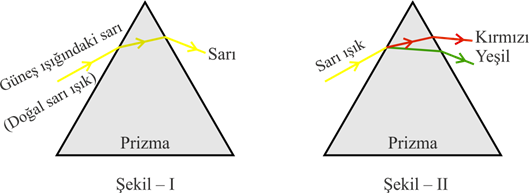 Güneş ışığındaki sarı
(Doğal sarı ışık)
Sarı
Prizma
Şekil – I
Sarı ışık
Kırmızı
Yeşil
Prizma
Şekil – II